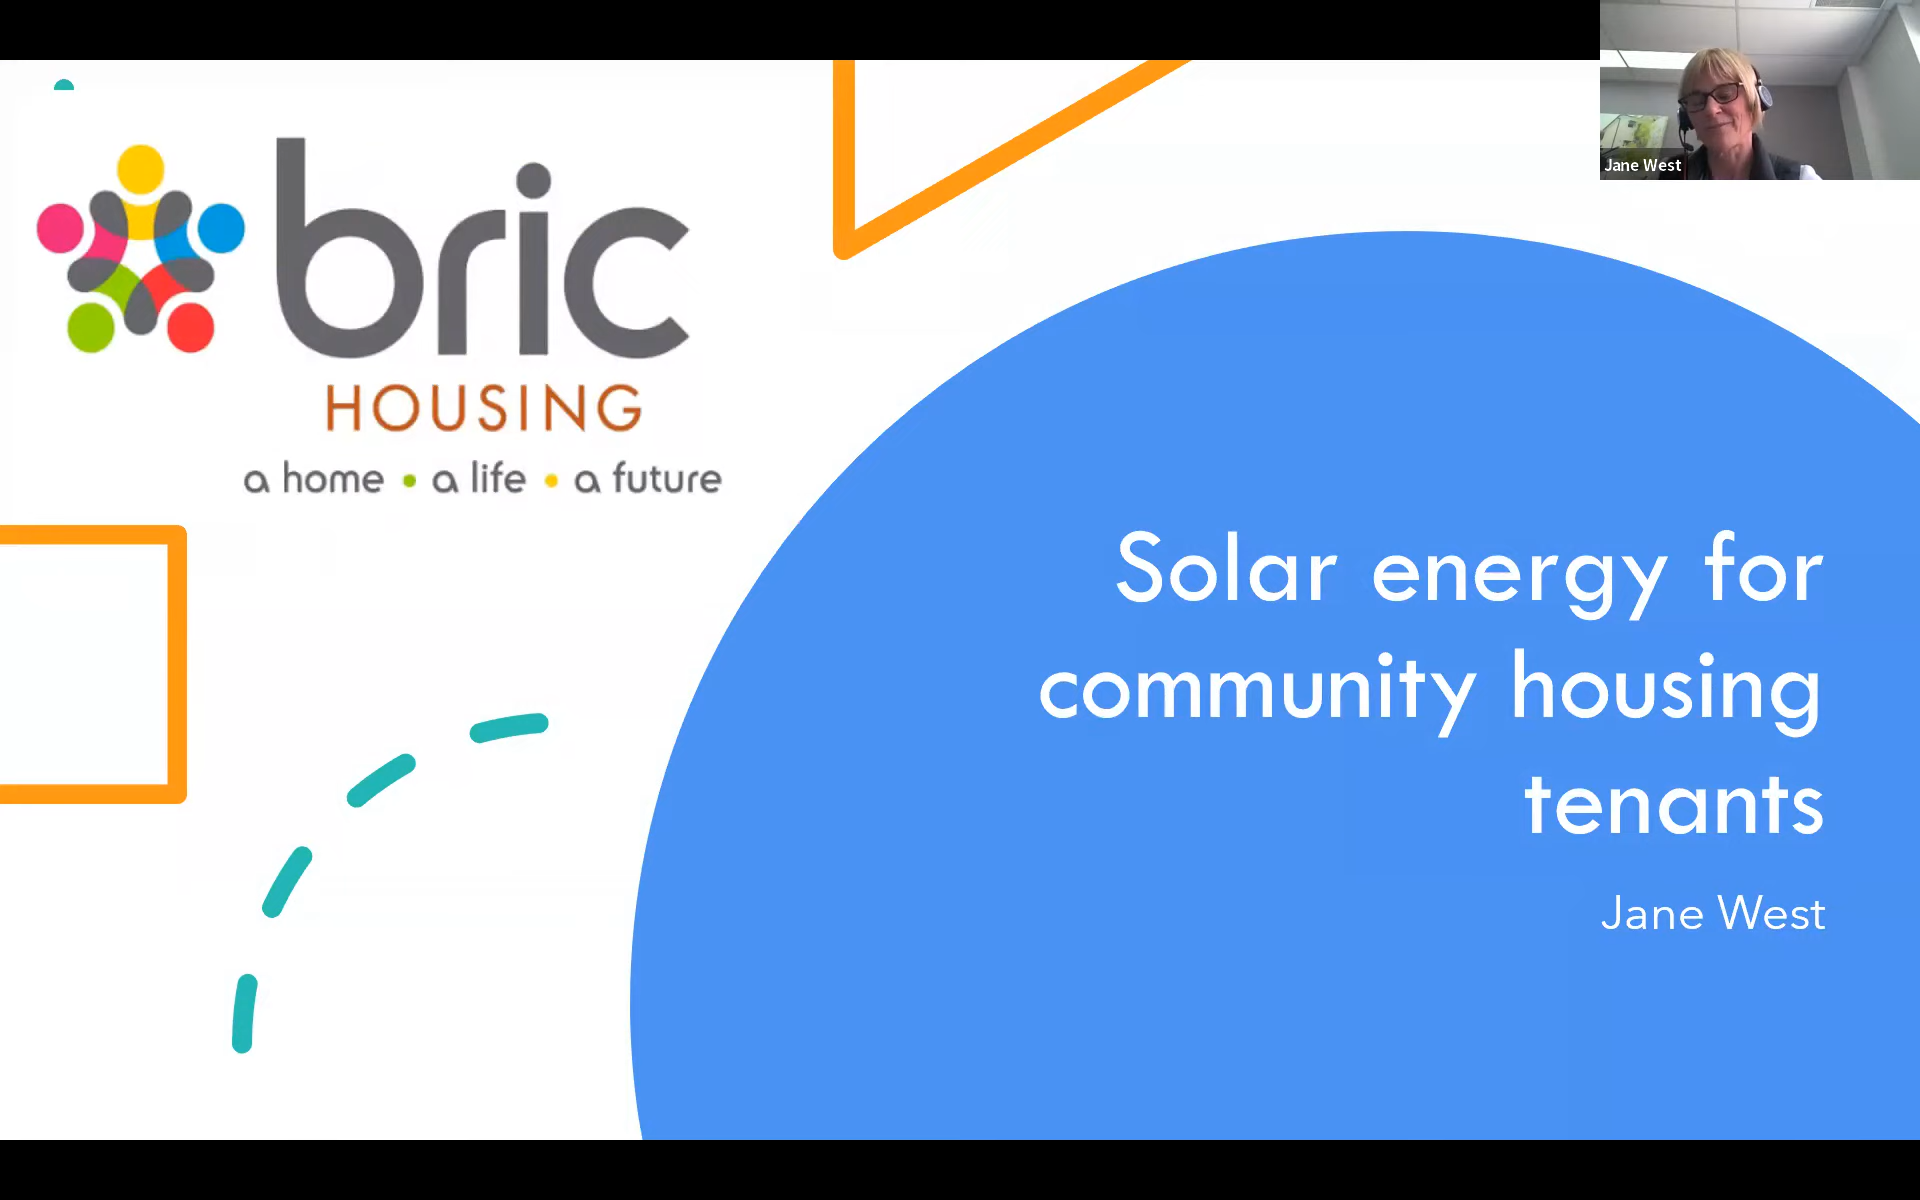 Jane West
bric
HOUSING
a home • a life • a future
Solar energy for
community housing
tenants
Jane West